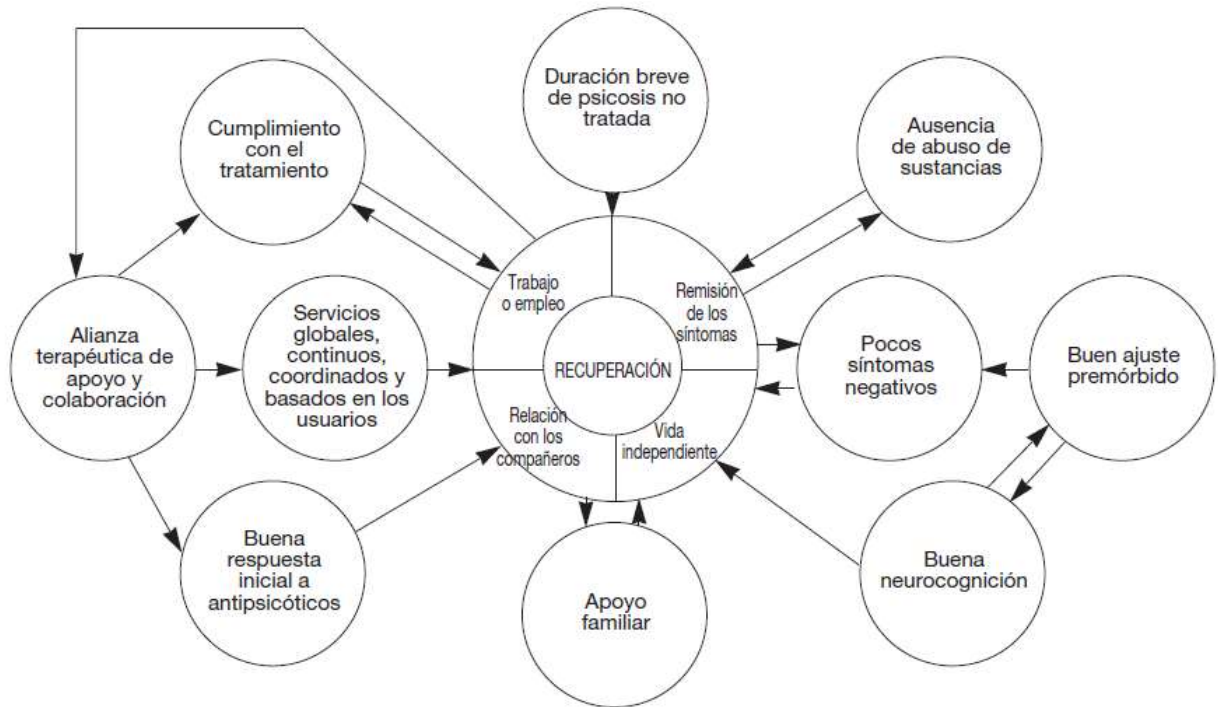 Duración breve
de psicosis no
tratada
Cumplimiento
con el
tratamiento
Ausencia
de abuso de
sustancias
Trabajo
o empleo
Remisión
de los
síntomas
Alianza
terapéutica de
apoyo y
colaboración
Servicios
globales,
continuos,
coordinados y
basados en los
usuarios
RECUPERACIÓN
Pocos
síntomas
negativos
Buen ajuste
premórbido
Relación
con los
compañeros
Vida
independiente
Buena
respuesta
inicial a
antipsicóticos
Apoyo
familiar
Buena
neurocognición